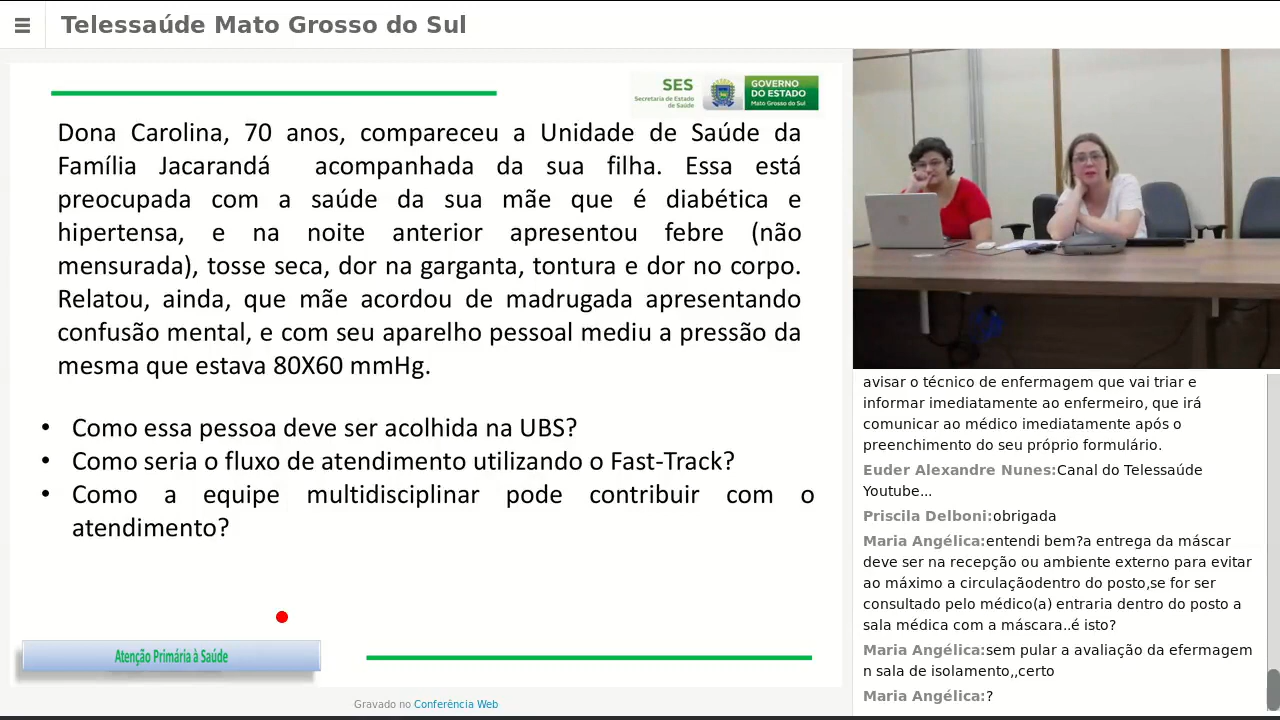 Telessaúde Mato Grosso do Sul
SES
Secretaria de Estado
de Saúde
GOVERNO
DO ESTADO
Mato Grosso do Sul
Dona Carolina, 70 anos, compareceu a Unidade de Saúde da
Família Jacarandá acompanhada da sua filha. Essa está
preocupada com a saúde da sua mãe que é diabética e
hipertensa, e na noite anterior apresentou febre (não
mensurada), tosse seca, dor na garganta, tontura e dor no corpo.
Relatou, ainda, que mãe acordou de madrugada apresentando
confusão mental, e com seu aparelho pessoal mediu a pressão da
mesma que estava 80X60 mmHg.
• Como essa pessoa deve ser acolhida na UBS?
• Como seria o fluxo de atendimento utilizando o Fast-Track?
• Como a equipe multidisciplinar pode contribuir com o
atendimento?
Atenção Primária à Saúde
Gravado no Conferência Web
avisar o técnico de enfermagem que vai triar e
informar imediatamente ao enfermeiro, que irá
comunicar ao médico imediatamente após o
preenchimento do seu próprio formulário.
Euder Alexandre Nunes:Canal do Telessaúde
Youtube...
Priscila Delboni:obrigada
Maria Angélica:entendi bem?a entrega da máscar
deve ser na recepção ou ambiente externo para evitar
ao máximo a circulaçãodentro do posto,se for ser
consultado pelo médico(a) entraria dentro do posto a
sala médica com a máscara..é isto?
Maria Angélica:sem pular a avaliação da efermagem
n sala de isolamento,,certo
Maria Angélica:?